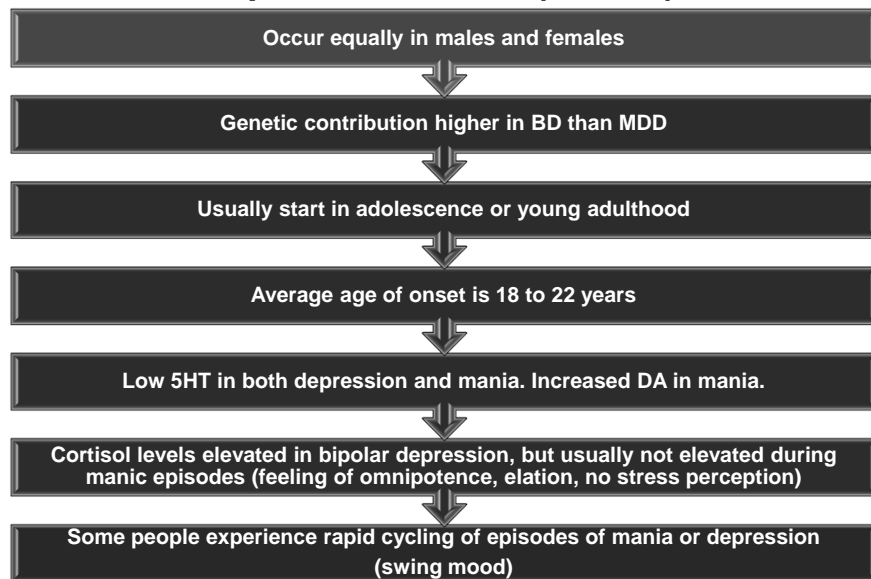 Occur equally in males and females
Genetic contribution higher in BD than MDD
Usually start in adolescence or young adulthood
Average age of onset is 18 to 22 years
Low 5HT in both depression and mania. Increased DA in mania.
Cortisol levels elevated in bipolar depression, but usually not elevated during
manic episodes (feeling of omnipotence, elation, no stress perception)
Some people experience rapid cycling of episodes of mania or depression
(swing mood)